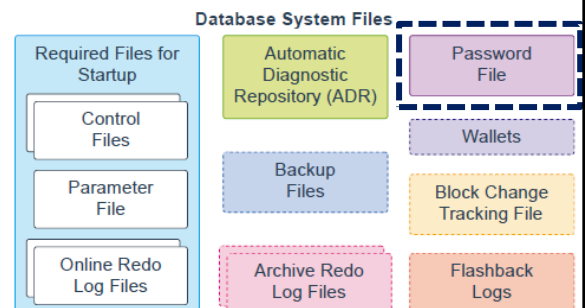 Database System Files
Required Files for
Startup
Control
Files
Parameter
File
Online Redo
Log Files
Automatic
Diagnostic
Repository (ADR)
Backup
Files
Archive Redo
Log Files
Password
File
Wallets
Block Change
Tracking File
Flashback
Logs